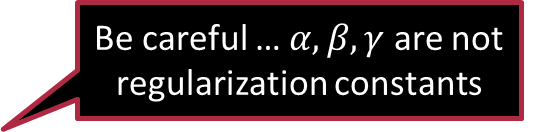 Be careful … 𝛼, 𝛽, 𝛾 are not
regularization constants